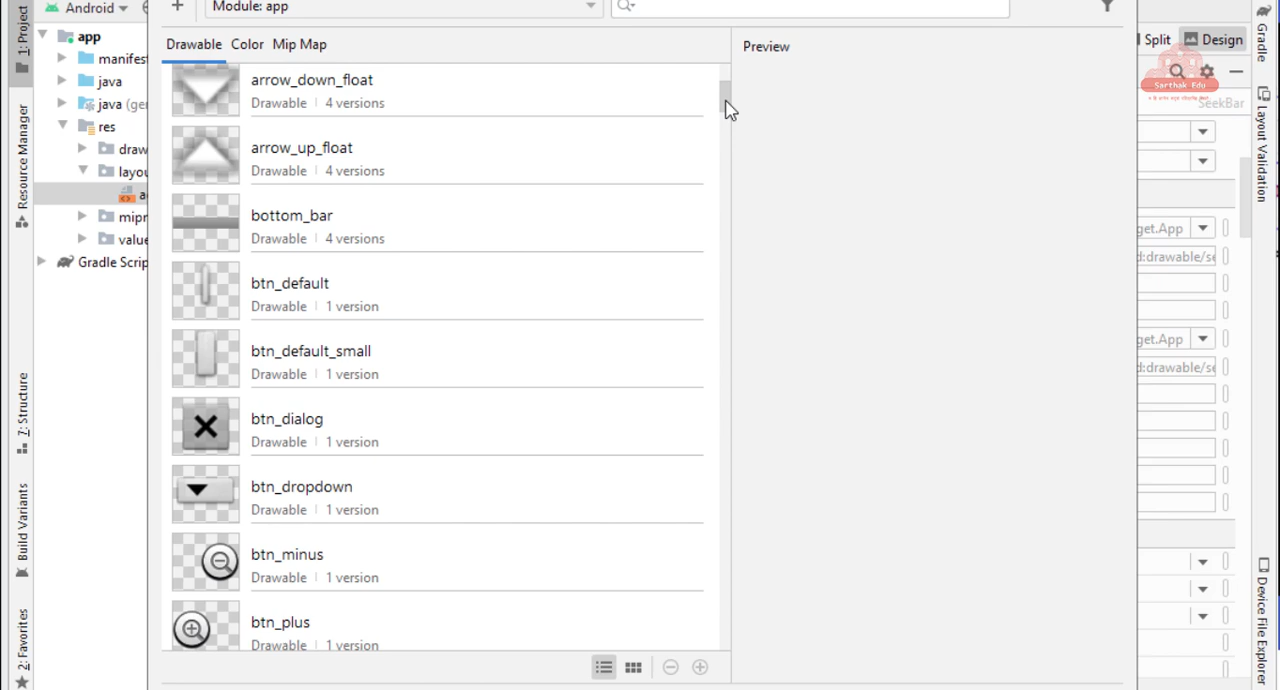 Android
Module: app
1: Project
app
manifest
java
java (ger
res
draw
layou
a
mipr
value
Gradle Scrip
Resource Manager
7: Structure
Build Variants
2: Favorites
Drawable Color Mip Map
arrow_down_float
Drawable | 4 versions
arrow_up_float
Drawable | 4 versions
bottom_bar
Drawable | 4 versions
btn_default
Drawable | 1 version
btn_default_small
Drawable | 1 version
btn_dialog
Drawable | 1 version
btn_dropdown
Drawable | 1 version
btn_minus
Drawable | 1 version
btn_plus
Drawable | 1 version
Preview
Split Design
Sarthak Edu
SeekBar
get.App
d:drawable/se
get.App
d:drawable/se
Gradle
Layout Validation
Device File Explorer